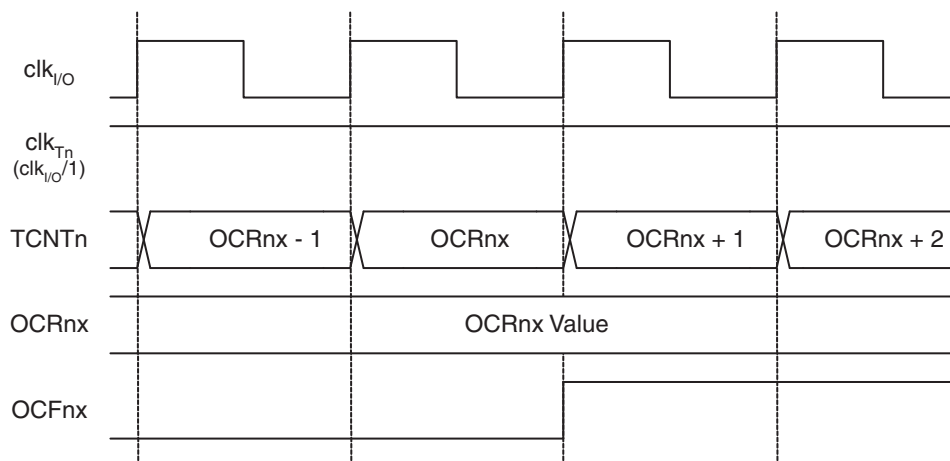 clkI/O
clkTn
(clkI/O/1)
TCNTn
OCRnx - 1
OCRnx
OCRnx + 1
OCRnx + 2
OCRnx
OCRnx Value
OCFnx